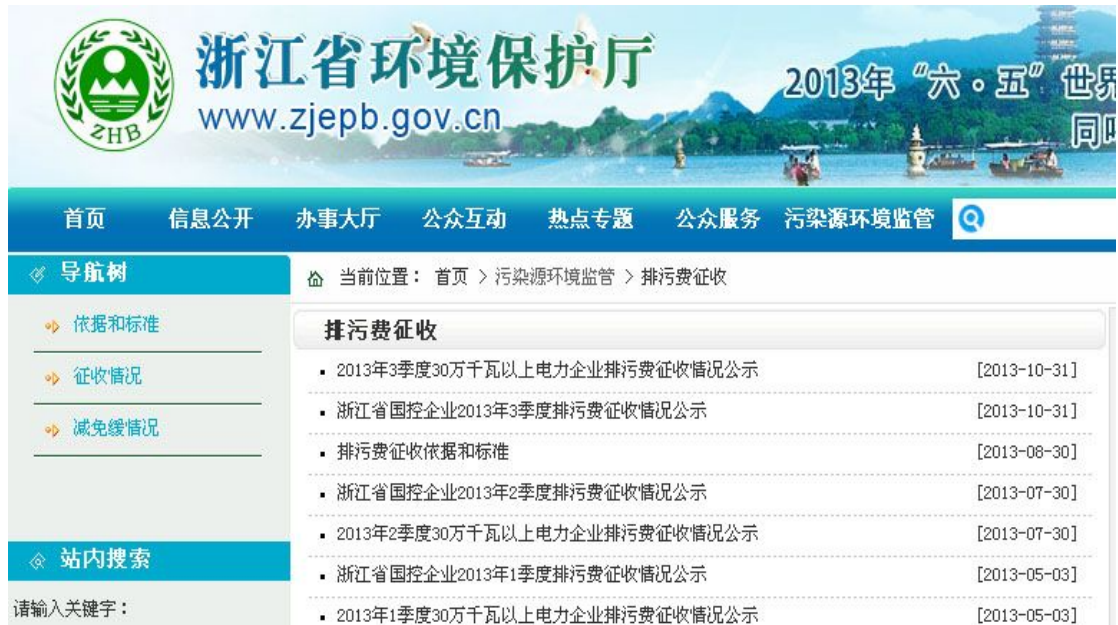 浙江省环境保护厅
www.zjepb.gov.cn
ZHB
2013年“六·五”世界
同
首页 信息公开 办事大厅 公众互动 热点专题 公众服务 污染源环境监管
导航树
依据和标准
征收情况
减免缓情况
站内搜索
请输入关键字：
当前位置： 首页 > 污染源环境监管 > 排污费征收
排污费征收
2013年3季度30万千瓦以上电力企业排污费征收情况公示 [2013-10-31]
浙江省国控企业2013年3季度排污费征收情况公示 [2013-10-31]
排污费征收依据和标准 [2013-08-30]
浙江省国控企业2013年2季度排污费征收情况公示 [2013-07-30]
2013年2季度30万千瓦以上电力企业排污费征收情况公示 [2013-07-30]
浙江省国控企业2013年1季度排污费征收情况公示 [2013-05-03]
2013年1季度30万千瓦以上电力企业排污费征收情况公示 [2013-05-03]